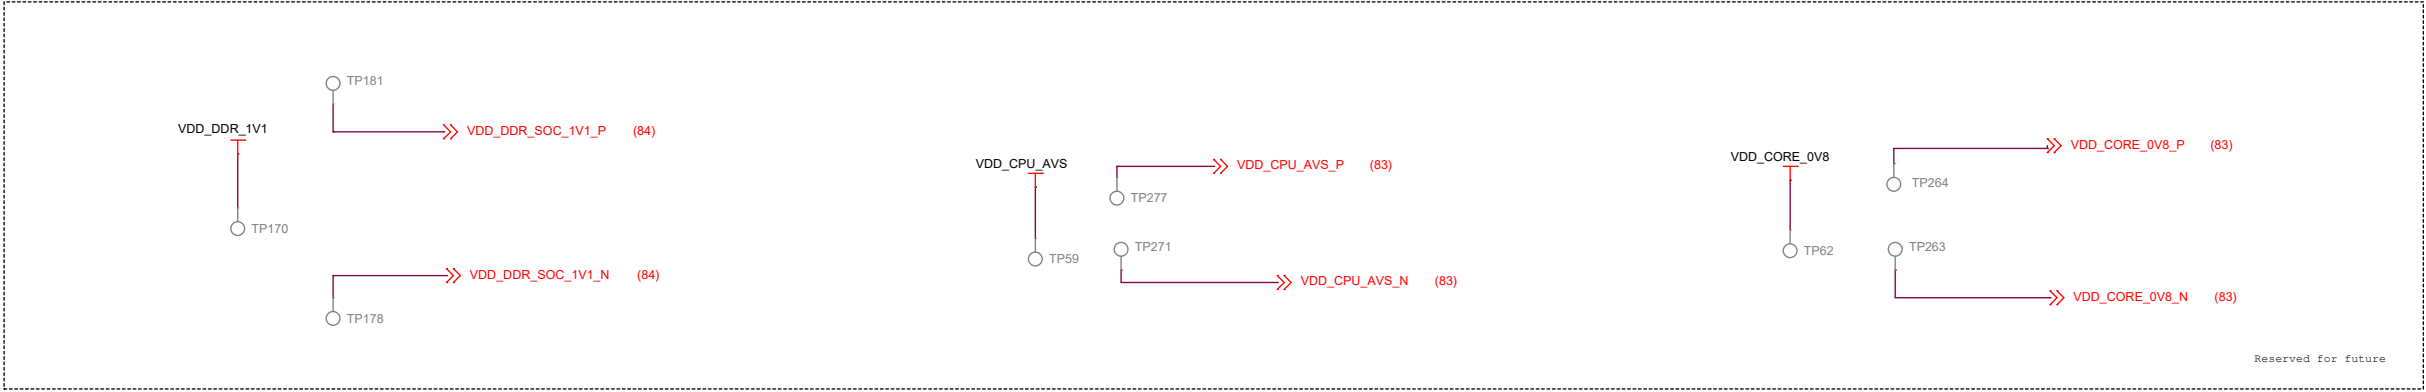 TP181
VDD_DDR_1V1
VDD_DDR_SOC_1V1_P (84)
TP170
VDD_DDR_SOC_1V1_N (84)
TP178
VDD_CPU_AVS
VDD_CPU_AVS_P (83)
TP277
TP271
TP59
VDD_CPU_AVS_N (83)
VDD_CORE_0V8
VDD_CORE_0V8_P (83)
TP264
TP263
TP62
VDD_CORE_0V8_N (83)
Reserved for future